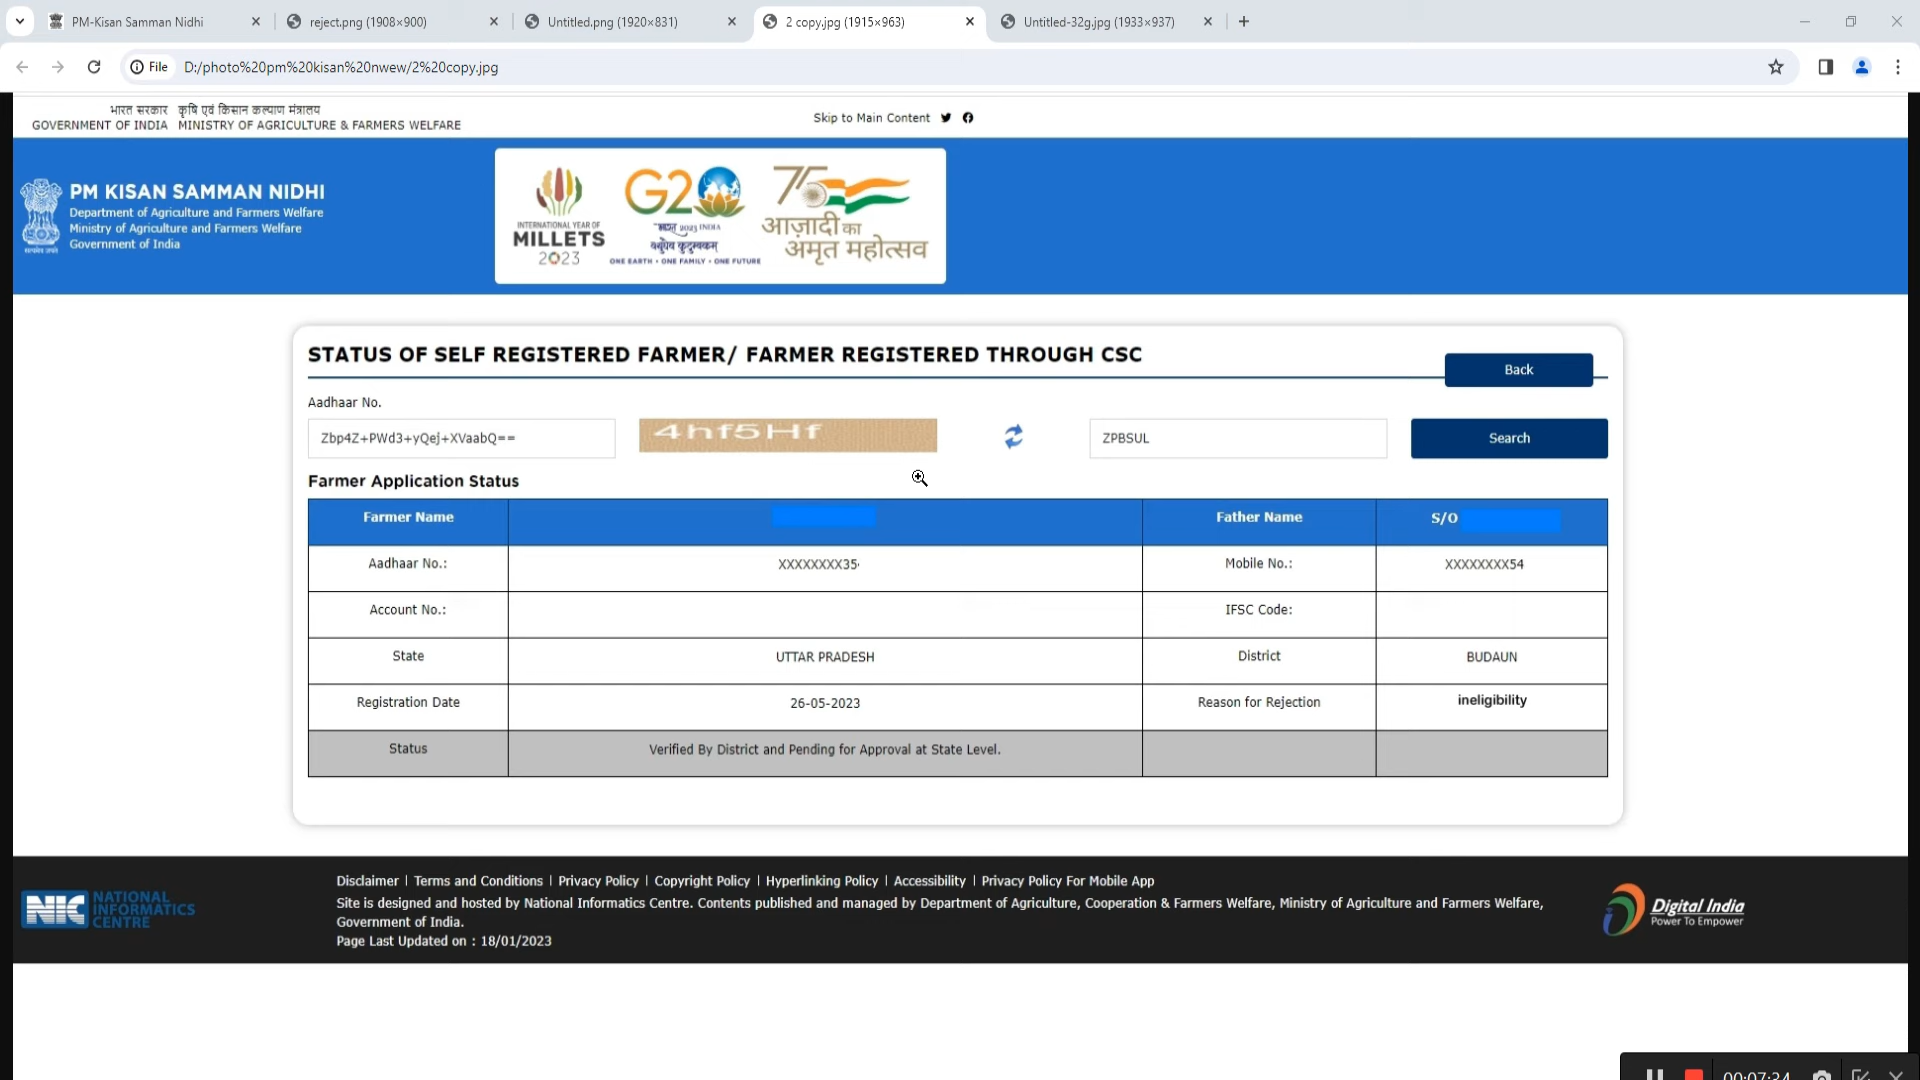 PM-Kisan Samman Nidhi
reject.png (1908×900)
Untitled.png (1920×831)
2 copy.jpg (1915×963)
Untitled-32g.jpg (1933×937)
File
D:/photo%20pm%20kisan%20nwew/2%20copy.jpg
भारत सरकार कृषि एवं किसान कल्याण मंत्रालय
GOVERNMENT OF INDIA MINISTRY OF AGRICULTURE & FARMERS WELFARE
Skip to Main Content
PM KISAN SAMMAN NIDHI
Department of Agriculture and Farmers Welfare
Ministry of Agriculture and Farmers Welfare
Government of India
सत्यमेव जयते
INTERNATIONAL YEAR OF
MILLETS
2023
G20
भारत 2023 INDIA
वसुधैव कुटुम्बकम्
ONE EARTH • ONE FAMILY • ONE FUTURE
75
आज़ादी का
अमृत महोत्सव
STATUS OF SELF REGISTERED FARMER/ FARMER REGISTERED THROUGH CSC
Back
Aadhaar No.
Zbp4Z+PWd3+yQej+XVaabQ==
4hf5Hf
ZPBSUL
Search
Farmer Application Status
Farmer Name Father Name S/O
Aadhaar No.: XXXXXXXX35 Mobile No.: XXXXXXXX54
Account No.: IFSC Code:
State UTTAR PRADESH District BUDAUN
Registration Date 26-05-2023 Reason for Rejection ineligibility
Status Verified By District and Pending for Approval at State Level.
NIC NATIONAL INFORMATICS CENTRE
Disclaimer | Terms and Conditions | Privacy Policy | Copyright Policy | Hyperlinking Policy | Accessibility | Privacy Policy For Mobile App
Site is designed and hosted by National Informatics Centre. Contents published and managed by Department of Agriculture, Cooperation & Farmers Welfare, Ministry of Agriculture and Farmers Welfare,
Government of India.
Page Last Updated on : 18/01/2023
Digital India
Power To Empower
00:07:34